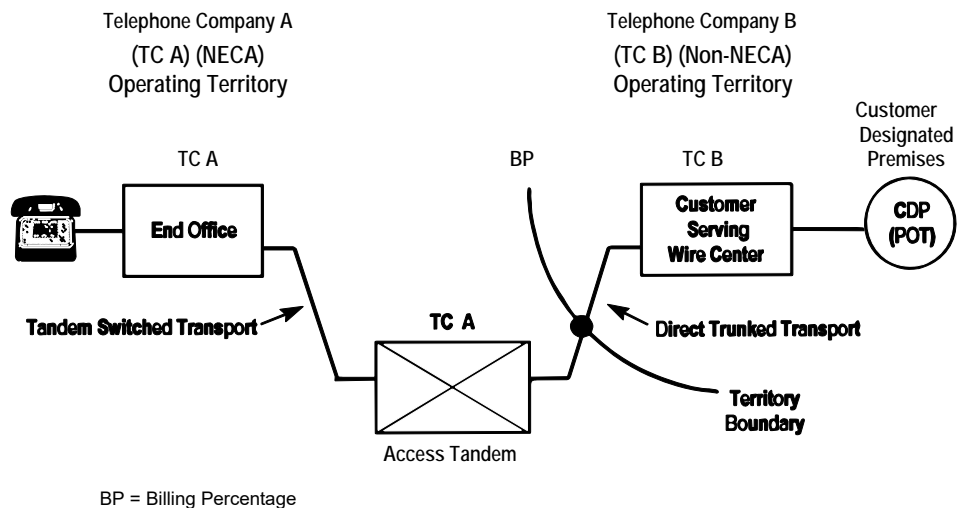 Telephone Company A
(TC A) (NECA)
Operating Territory
Telephone Company B
(TC B) (Non-NECA)
Operating Territory
Customer
Designated
Premises
TC A
BP
TC B
End Office
Customer
Serving
Wire Center
CDP
(POT)
Tandem Switched Transport
TC A
Direct Trunked Transport
Territory
Boundary
Access Tandem
BP = Billing Percentage